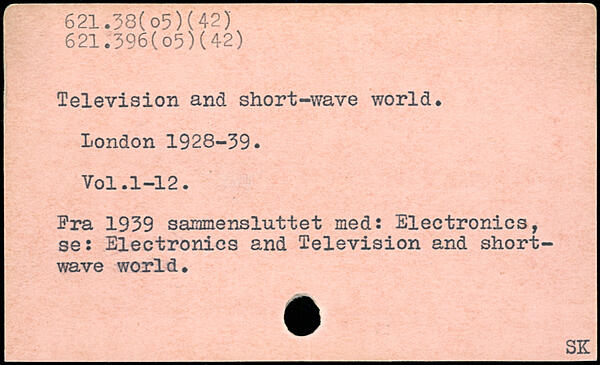 621.38(o5)(42)
621.396(o5)(42)
Television and short-wave world.
London 1928-39.
Vol.1-12.
Fra 1939 sammensluttet med: Electronics,
se: Electronics and Television and short-
wave world.
SK